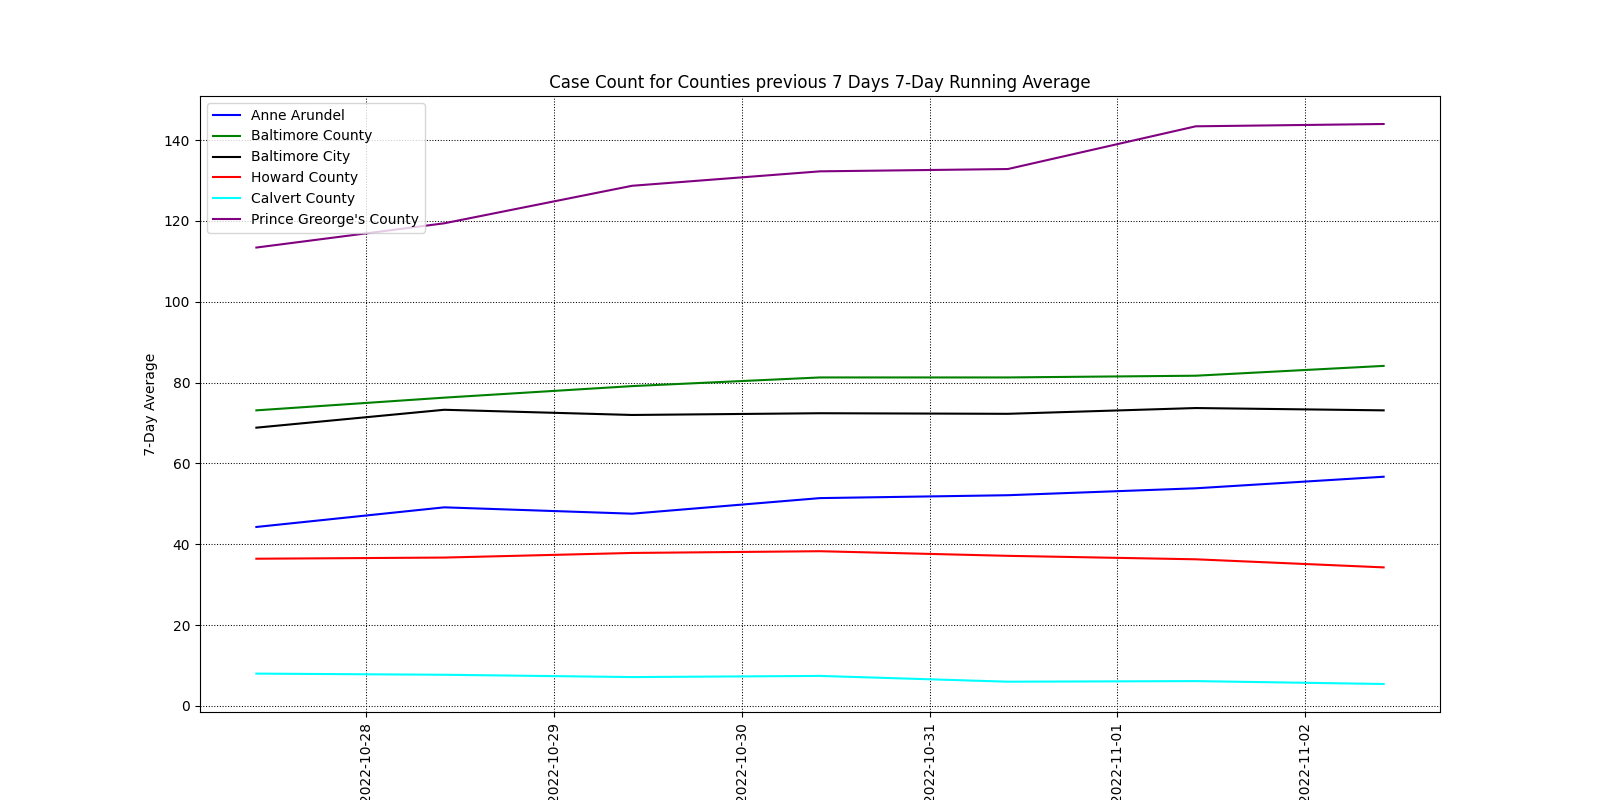 Case Count for Counties previous 7 Days 7-Day Running Average
Anne Arundel
Baltimore County
Baltimore City
Howard County
Calvert County
Prince Greorge's County
7-Day Average
140
120
100
80
60
40
20
0
2022-10-28
2022-10-29
2022-10-30
2022-10-31
2022-11-01
2022-11-02